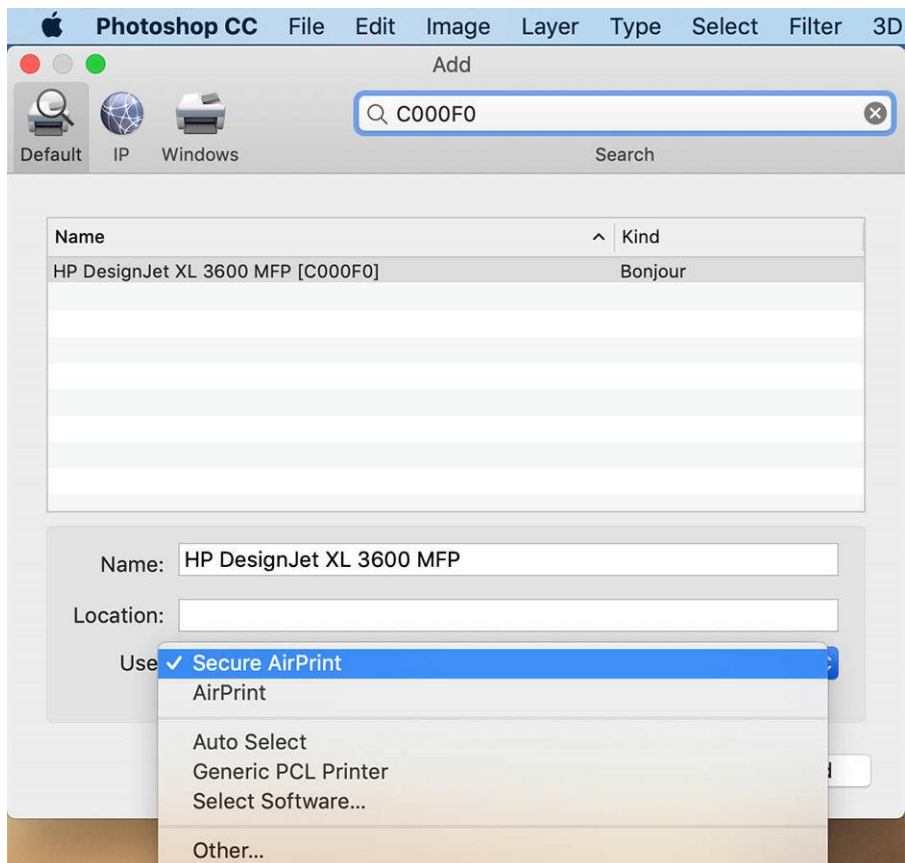 Photoshop CC File Edit Image Layer Type Select Filter 3D
Add
C000F0
Default IP Windows Search
Name Kind
HP DesignJet XL 3600 MFP [C000F0] Bonjour
Name: HP DesignJet XL 3600 MFP
Location:
Use ✓ Secure AirPrint
AirPrint
Auto Select
Generic PCL Printer
Select Software...
Other...